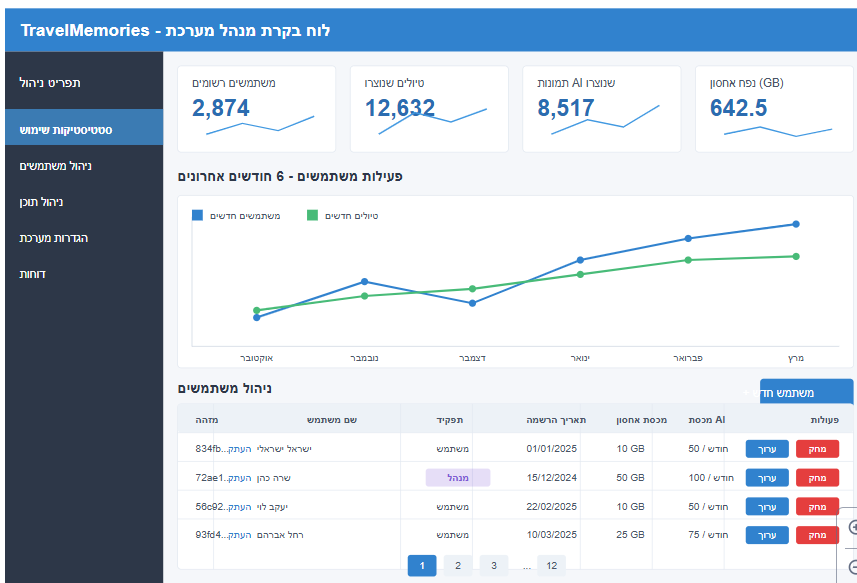 לוח בקרת מנהל מערכת - TravelMemories
תפריט ניהול
סטטיסטיקות שימוש
ניהול משתמשים
ניהול תוכן
הגדרות מערכת
דוחות
משתמשים רשומים
2,874
טיולים שנוצרו
12,632
תמונות AI שנוצרו
8,517
נפח אחסון (GB)
642.5
פעילות משתמשים - 6 חודשים אחרונים
משתמשים חדשים
טיולים חדשים
אוקטובר נובמבר דצמבר ינואר פברואר מרץ
ניהול משתמשים
משתמש חדש
מזהה שם משתמש תפקיד תאריך הרשמה מכסת אחסון מכסת AI פעולות
834fb... העתק ישראל ישראלי משתמש 01/01/2025 10 GB 50 / חודש ערוך מחק
72ae1... העתק שרה כהן מנהל 15/12/2024 50 GB 100 / חודש ערוך מחק
56c92... העתק יעקב לוי משתמש 22/02/2025 10 GB 50 / חודש ערוך מחק
93fd4... העתק רחל אברהם משתמש 10/03/2025 25 GB 75 / חודש ערוך מחק
1 2 3 ... 12